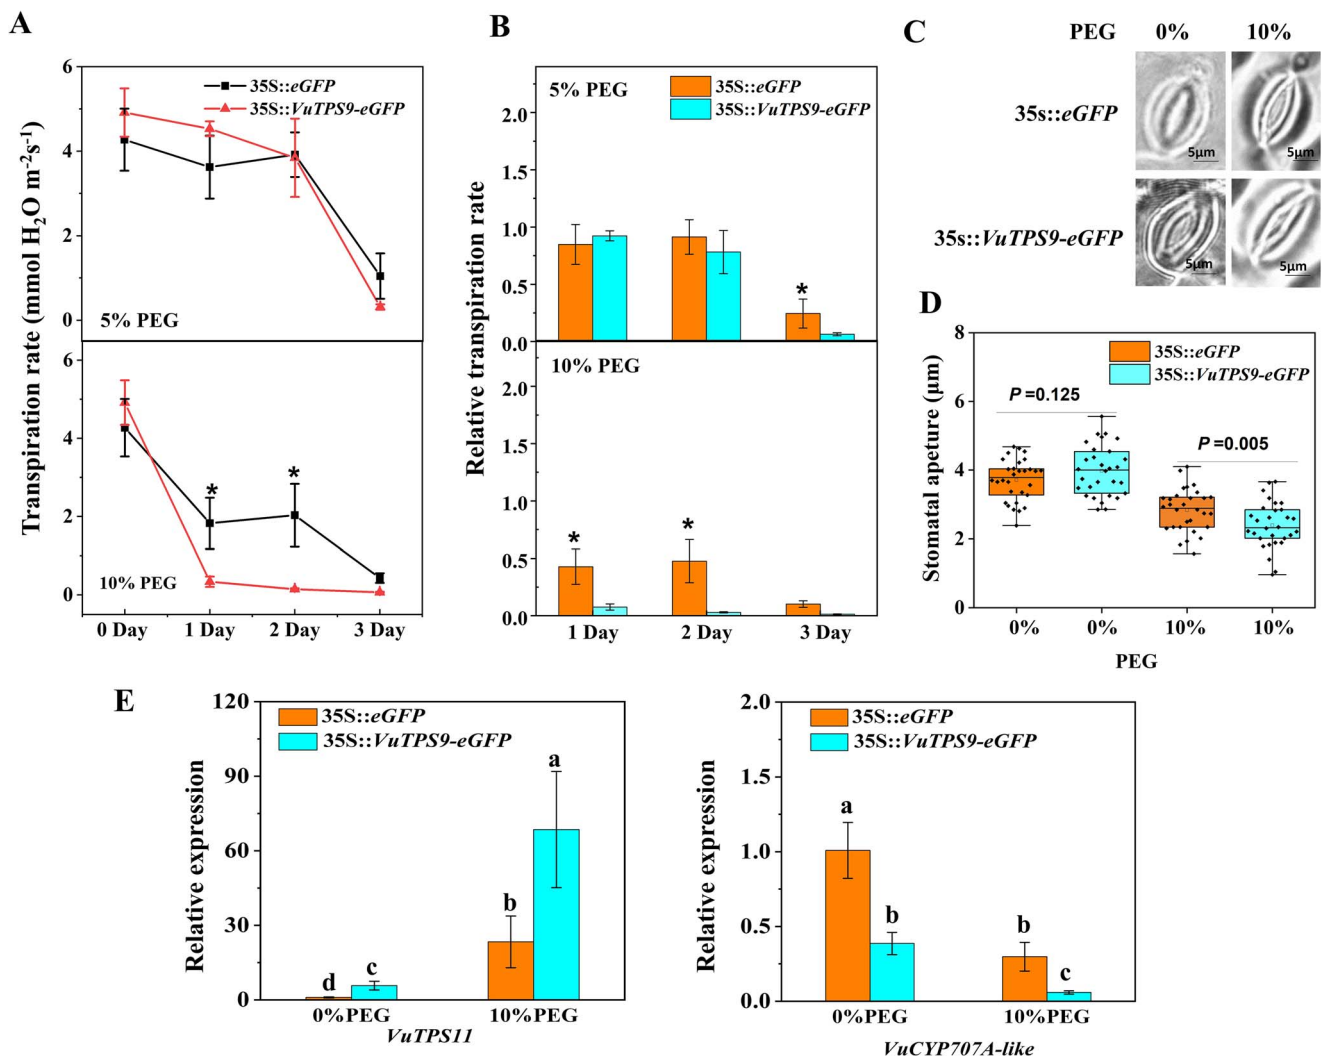 A
Transpiration rate (mmol H₂O m⁻²s⁻¹)
6
4
2
0
35S::eGFP
35S::VuTPS9-eGFP
5% PEG
6
4
2
0
10% PEG
0 Day 1 Day 2 Day 3 Day
* *
B
Relative transpiration rate
5% PEG
35S::eGFP
35S::VuTPS9-eGFP
2.0
1.5
1.0
0.5
0.0
*
10% PEG
2.0
1.5
1.0
0.5
0.0
* *
1 Day 2 Day 3 Day
C
PEG 0% 10%
35s::eGFP
5μm 5μm
35s::VuTPS9-eGFP
5μm 5μm
D
Stomatal apeture (μm)
8
6
4
2
0
35S::eGFP
35S::VuTPS9-eGFP
P =0.125
P =0.005
0% 0% 10% 10%
PEG
E
Relative expression
120
90
60
30
0
35S::eGFP
35S::VuTPS9-eGFP
d c b a
0%PEG 10%PEG
VuTPS11
Relative expression
2.0
1.5
1.0
0.5
0.0
35S::eGFP
35S::VuTPS9-eGFP
a b b c
0%PEG 10%PEG
VuCYP707A-like